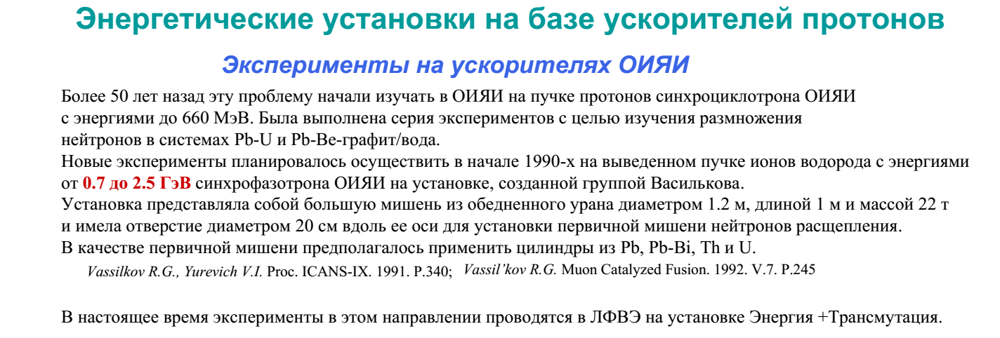 Энергетические установки на базе ускорителей протонов
Эксперименты на ускорителях ОИЯИ
Более 50 лет назад эту проблему начали изучать в ОИЯИ на пучке протонов синхроциклотрона ОИЯИ
с энергиями до 660 МэВ. Была выполнена серия экспериментов с целью изучения размножения
нейтронов в системах Pb-U и Pb-Be-графит/вода.
Новые эксперименты планировалось осуществить в начале 1990-х на выведенном пучке ионов водорода с энергиями
от 0.7 до 2.5 ГэВ синхрофазотрона ОИЯИ на установке, созданной группой Василькова.
Установка представляла собой большую мишень из обедненного урана диаметром 1.2 м, длиной 1 м и массой 22 т
и имела отверстие диаметром 20 см вдоль ее оси для установки первичной мишени нейтронов расщепления.
В качестве первичной мишени предполагалось применить цилиндры из Pb, Pb-Bi, Th и U.
Vassilkov R.G., Yurevich V.I. Proc. ICANS-IX. 1991. P.340; Vassil’kov R.G. Muon Catalyzed Fusion. 1992. V.7. P.245
В настоящее время эксперименты в этом направлении проводятся в ЛФВЭ на установке Энергия +Трансмутация.